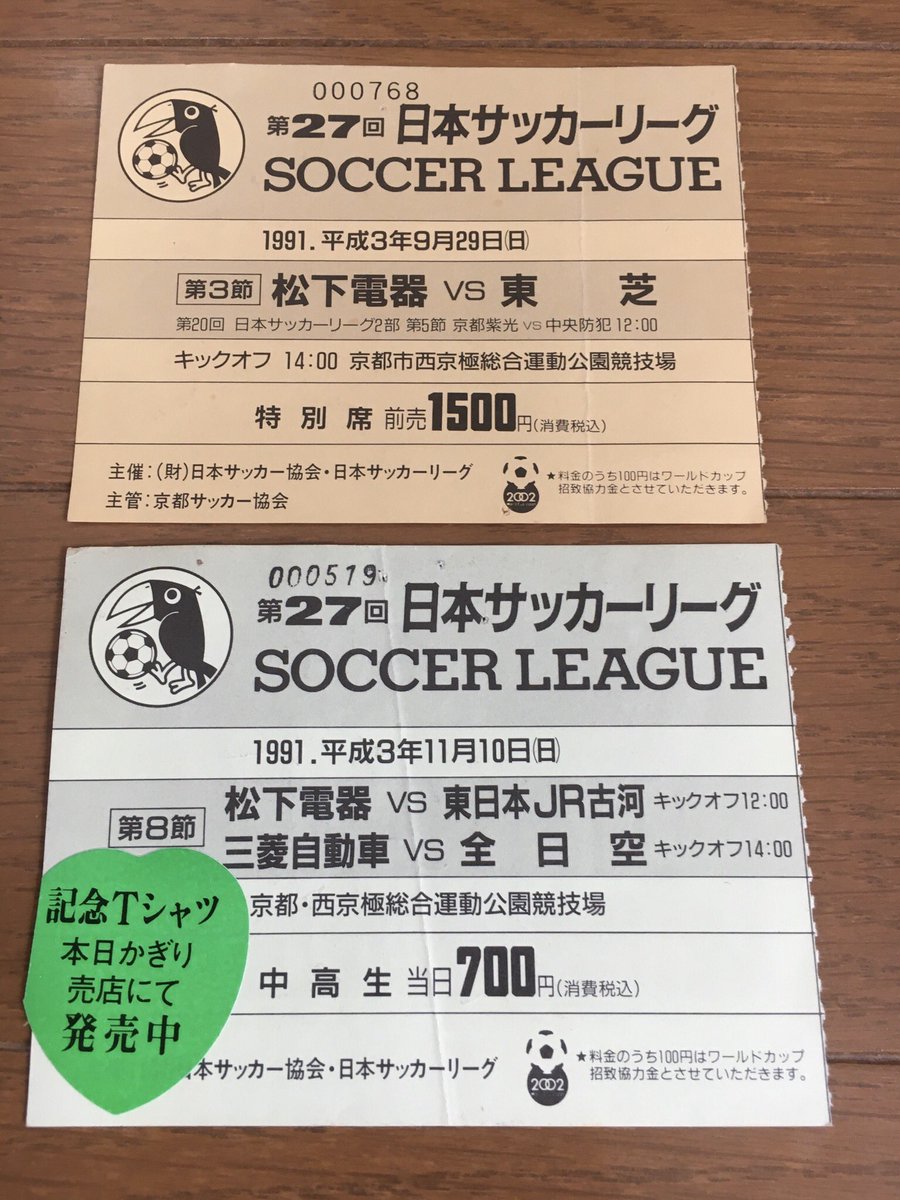 000768
第27回 日本サッカーリーグ
SOCCER LEAGUE
1991. 平成3年9月29日(日)
第3節 松下電器 VS 東芝
第20回 日本サッカーリーグ2部 第5節 京都紫光 VS 中央防犯 12:00
キックオフ 14:00 京都市西京極総合運動公園競技場
特別席 前売1500円(消費税込)
主催:(財)日本サッカー協会・日本サッカーリーグ
主管:京都サッカー協会
2002
★料金のうち100円はワールドカップ
招致協力金とさせていただきます。
000519
第27回 日本サッカーリーグ
SOCCER LEAGUE
1991. 平成3年11月10日(日)
第8節
松下電器 VS 東日本JR古河 キックオフ12:00
三菱自動車 VS 全日空 キックオフ14:00
京都・西京極総合運動公園競技場
中高生 当日700円(消費税込)
本サッカー協会・日本サッカーリーグ
2002
★料金のうち100円はワールドカップ
招致協力金とさせていただきます。
記念Tシャツ
本日かぎり
売店にて
発売中